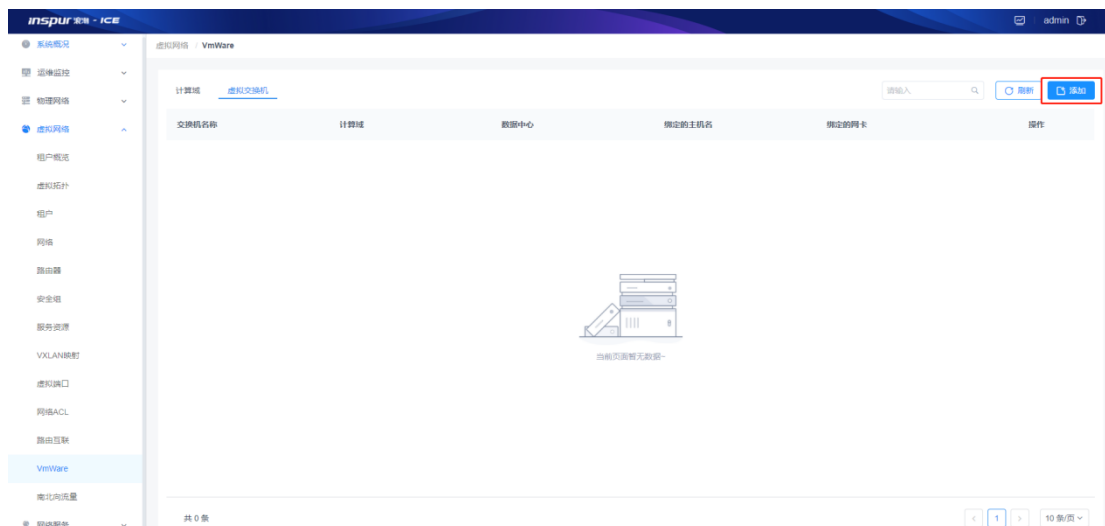 inspur 浪潮 - ICE
admin
系统概况
虚拟网络 / VmWare
运维监控
计算域 虚拟交换机 请输入 刷新 添加
物理网络
交换机名称 计算域 数据中心 绑定的主机名 绑定的网卡 操作
虚拟网络
租户概览
虚拟拓扑
租户
网络
路由器
安全组
服务资源
VXLAN映射
当前页面暂无数据~
虚拟端口
网络ACL
路由互联
VmWare
南北向流量
网络服务
共 0 条 < 1 > 10 条/页